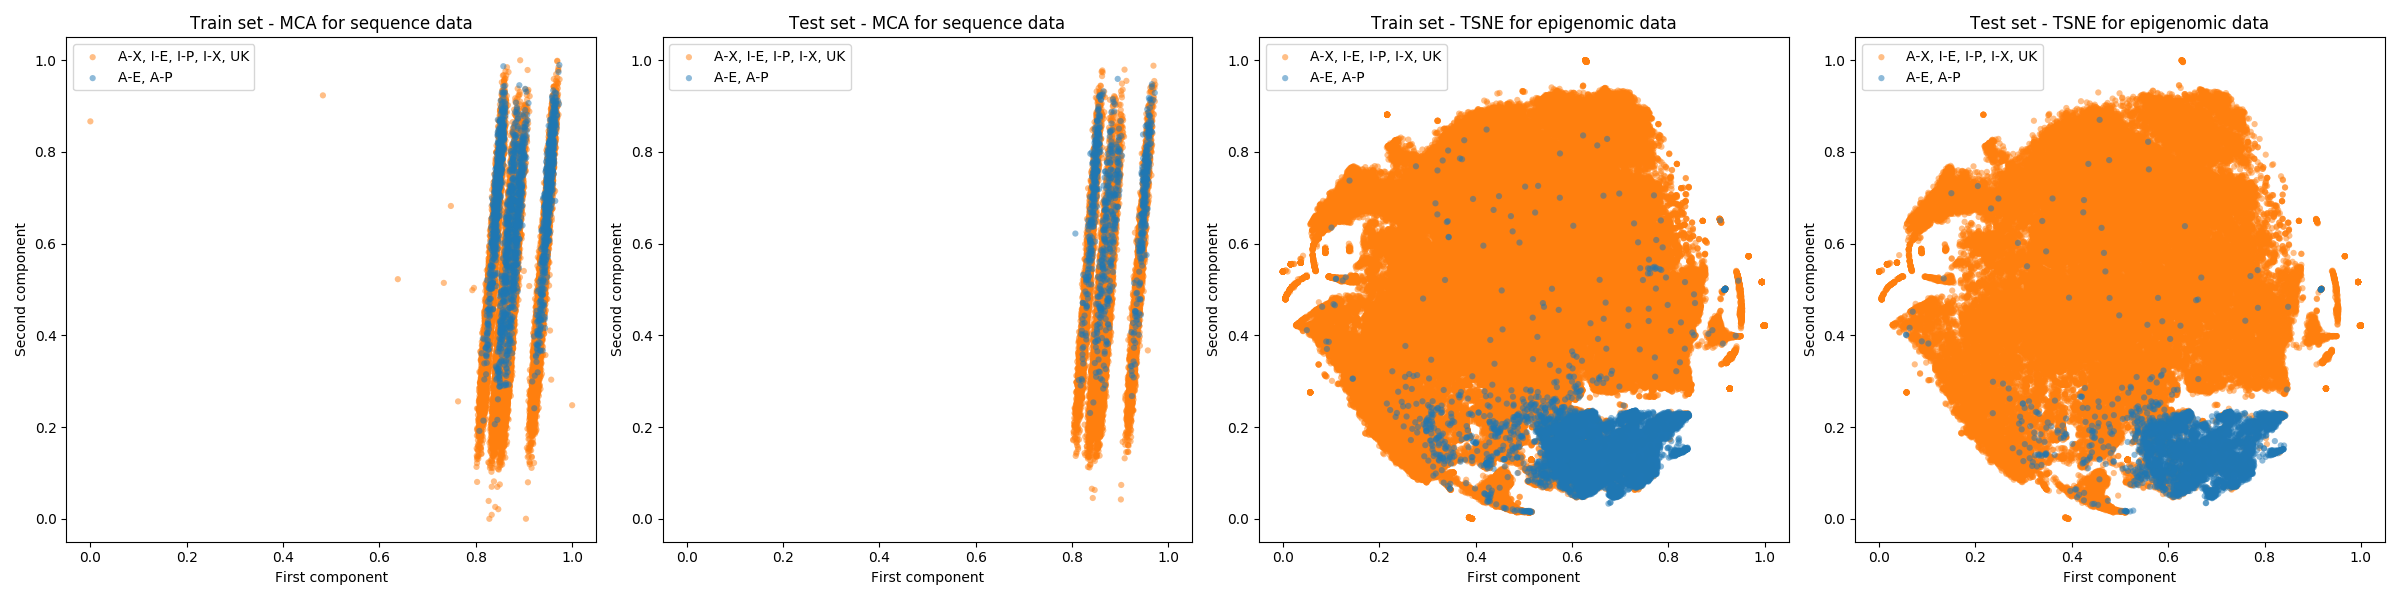 Train set - MCA for sequence data
A-X, I-E, I-P, I-X, UK
A-E, A-P
1.0
0.8
0.6
0.4
0.2
0.0
Second component
0.0 0.2 0.4 0.6 0.8 1.0
First component
Test set - MCA for sequence data
A-X, I-E, I-P, I-X, UK
A-E, A-P
1.0
0.8
0.6
0.4
0.2
0.0
Second component
0.0 0.2 0.4 0.6 0.8 1.0
First component
Train set - TSNE for epigenomic data
A-X, I-E, I-P, I-X, UK
A-E, A-P
1.0
0.8
0.6
0.4
0.2
0.0
Second component
0.0 0.2 0.4 0.6 0.8 1.0
First component
Test set - TSNE for epigenomic data
A-X, I-E, I-P, I-X, UK
A-E, A-P
1.0
0.8
0.6
0.4
0.2
0.0
Second component
0.0 0.2 0.4 0.6 0.8 1.0
First component